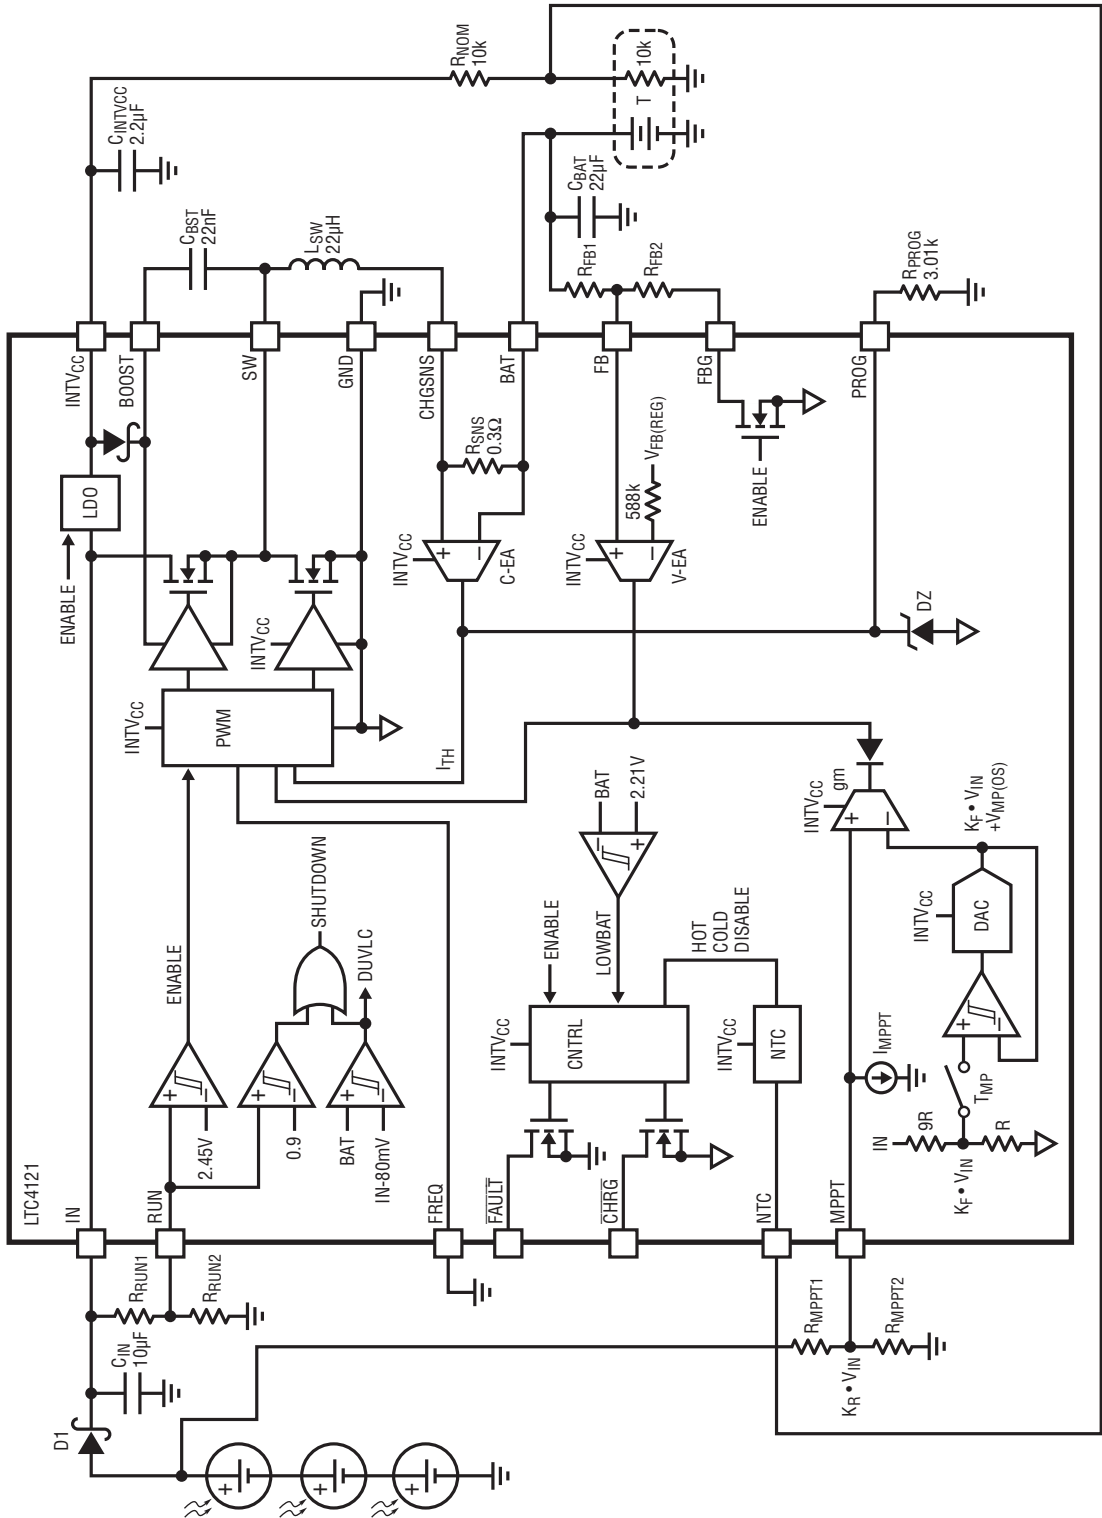 LTC4121
D1
CIN
10µF
RRUN1
RRUN2
IN
RUN
FREQ
FAULT
CHRG
NTC
MPPT
RMPPT1
RMPPT2
KR • VIN
ENABLE
LDO
INTVCC
BOOST
SW
GND
CHGSNS
BAT
FB
FBG
PROG
CINTVCC
2.2µF
CBST
22nF
LSW
22µH
RNOM
10k
T
10k
CBAT
22µF
RFB1
RFB2
RPROG
3.01k
ENABLE
2.45V
+
–
0.9
+
–
BAT
IN-80mV
+
–
SHUTDOWN
DUVLC
INTVCC
PWM
INTVCC
ITH
RSNS
0.3Ω
INTVCC
+
–
C-EA
INTVCC
+
–
V-EA
588k
VFB(REG)
ENABLE
DZ
BAT
2.21V
–
+
LOWBAT
ENABLE
INTVCC
CNTRL
HOT
COLD
DISABLE
INTVCC
NTC
INTVCC
gm
+
–
KF • VIN
+VMP(OS)
INTVCC
DAC
+
–
IMPPT
TMP
IN
9R
R
KF • VIN
+
+
+